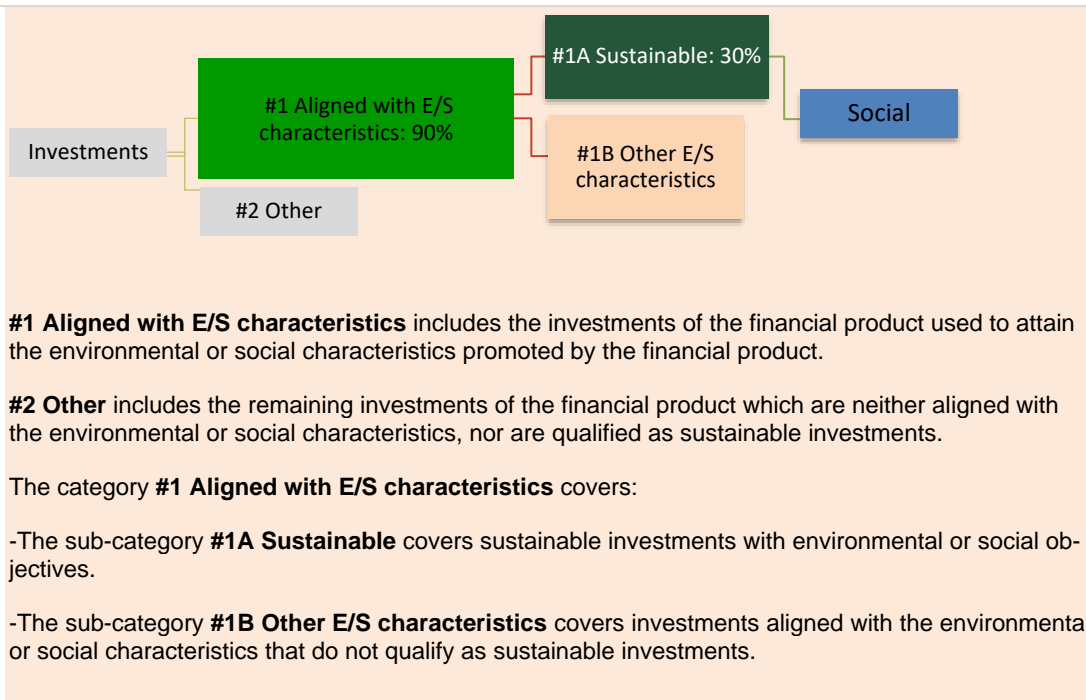 #1A Sustainable: 30%
#1 Aligned with E/S
characteristics: 90%
Social
Investments
#1B Other E/S
characteristics
#2 Other
#1 Aligned with E/S characteristics includes the investments of the financial product used to attain
the environmental or social characteristics promoted by the financial product.
#2 Other includes the remaining investments of the financial product which are neither aligned with
the environmental or social characteristics, nor are qualified as sustainable investments.
The category #1 Aligned with E/S characteristics covers:
-The sub-category #1A Sustainable covers sustainable investments with environmental or social ob-
jectives.
-The sub-category #1B Other E/S characteristics covers investments aligned with the environmenta
or social characteristics that do not qualify as sustainable investments.